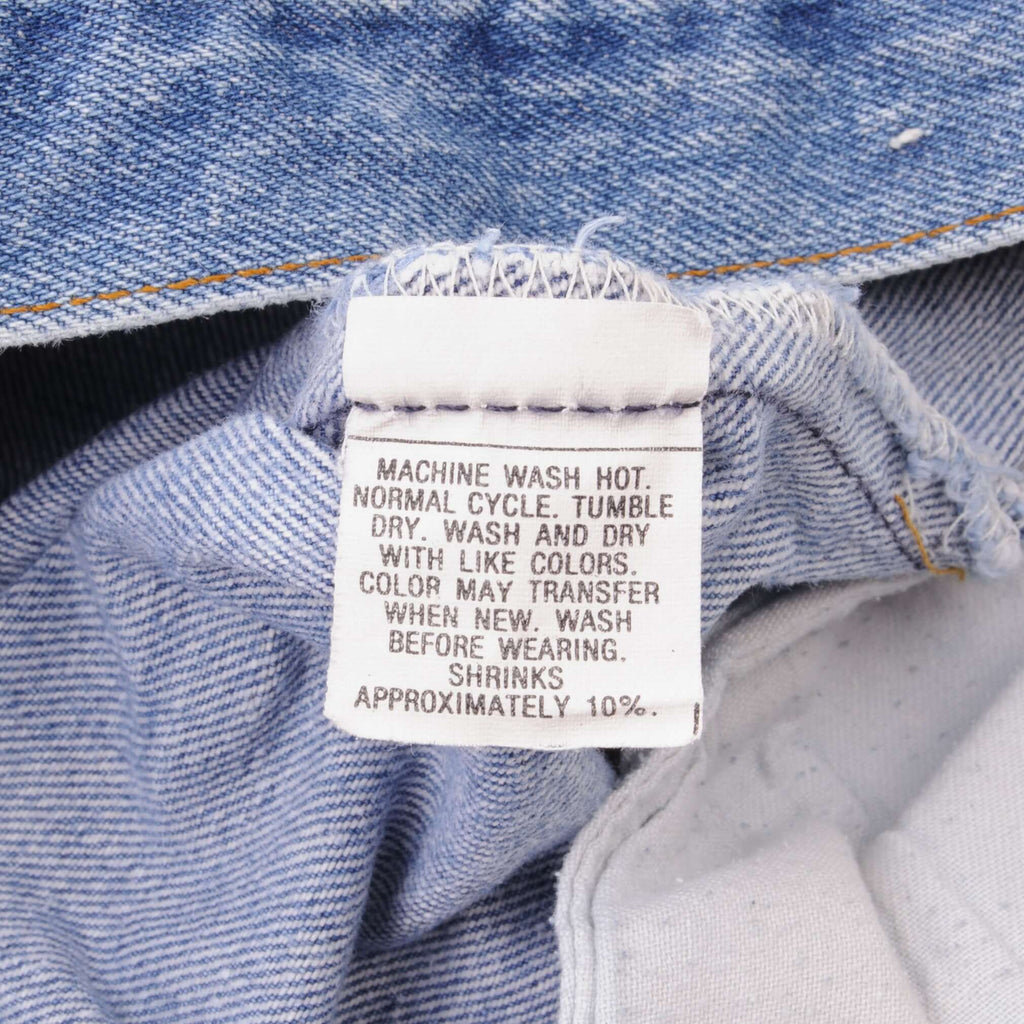 MACHINE WASH HOT.
NORMAL CYCLE. TUMBLE
DRY. WASH AND DRY
WITH LIKE COLORS.
COLOR MAY TRANSFER
WHEN NEW. WASH
BEFORE WEARING.
SHRINKS
APPROXIMATELY 10%.